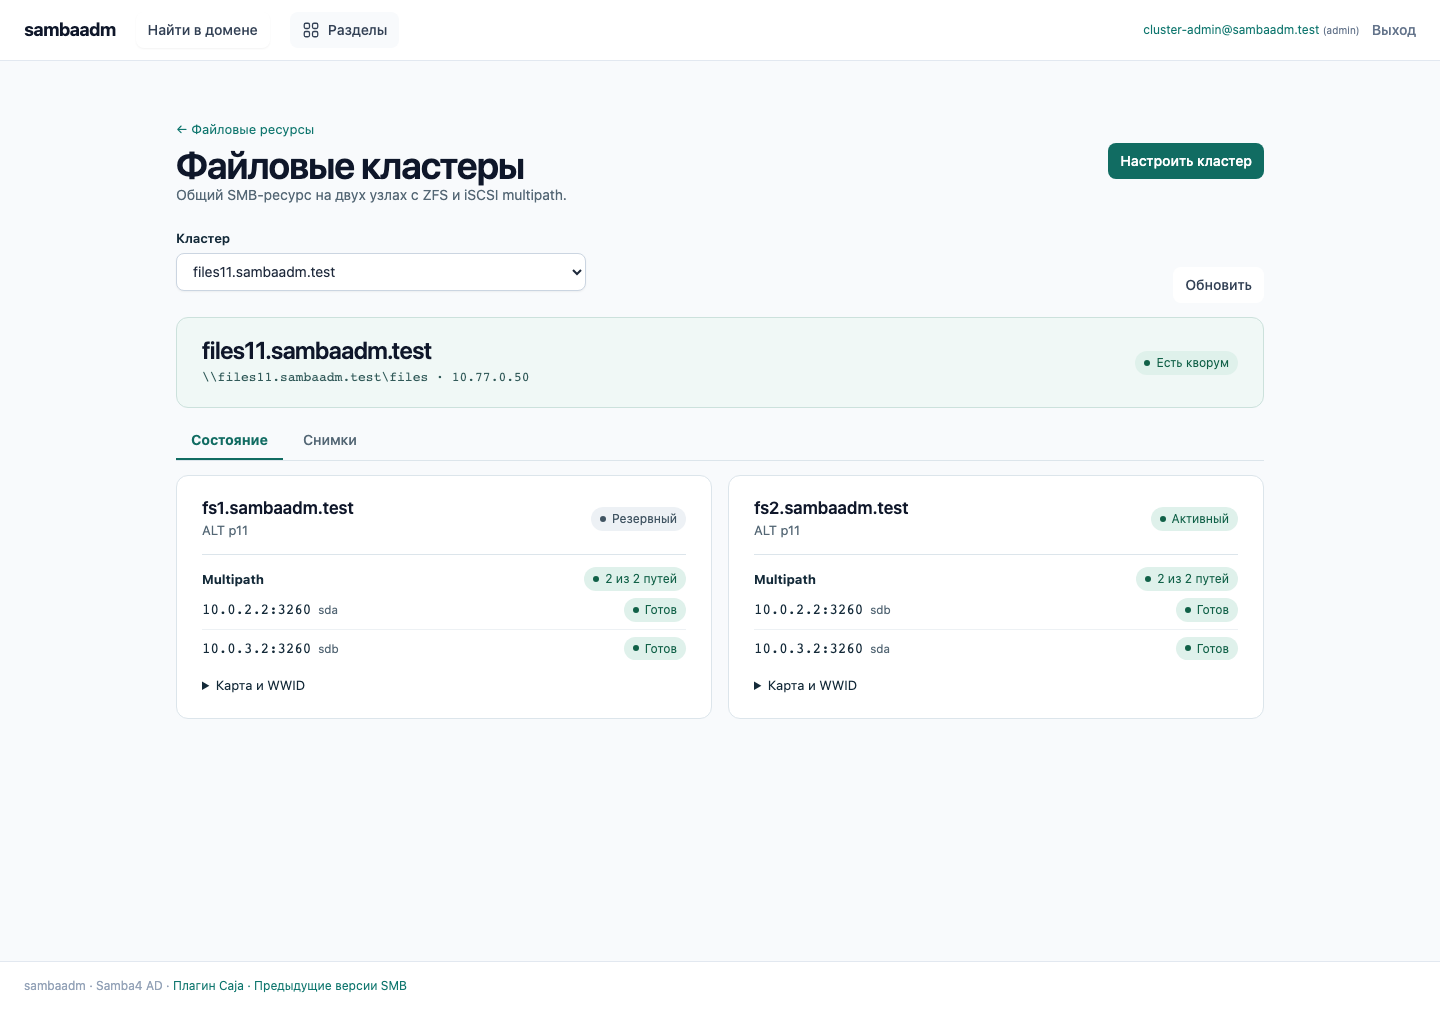 sambaadm
Найти в домене
Разделы
cluster-admin@sambaadm.test (admin)
Выход
← Файловые ресурсы
Файловые кластеры
Общий SMB-ресурс на двух узлах с ZFS и iSCSI multipath.
Настроить кластер
Кластер
files11.sambaadm.test
Обновить
files11.sambaadm.test
\\files11.sambaadm.test\files · 10.77.0.50
Есть кворум
Состояние
Снимки
fs1.sambaadm.test
ALT p11
Резервный
Multipath
2 из 2 путей
10.0.2.2:3260 sda
Готов
10.0.3.2:3260 sdb
Готов
Карта и WWID
fs2.sambaadm.test
ALT p11
Активный
Multipath
2 из 2 путей
10.0.2.2:3260 sdb
Готов
10.0.3.2:3260 sda
Готов
Карта и WWID
sambaadm · Samba4 AD · Плагин Caja · Предыдущие версии SMB